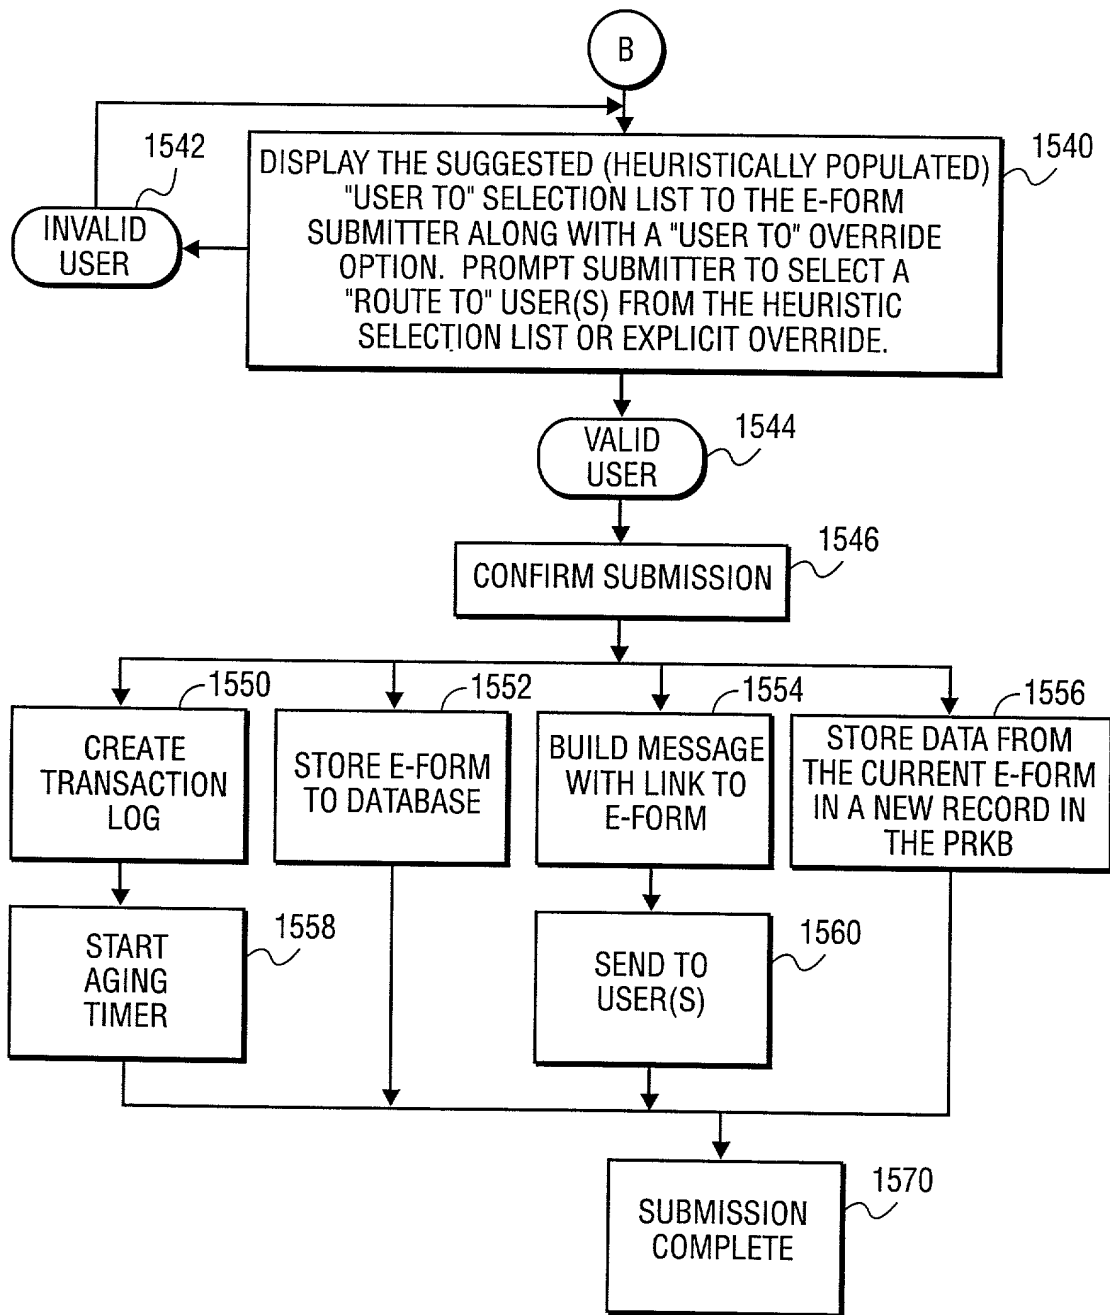 B
1542
1540
DISPLAY THE SUGGESTED (HEURISTICALLY POPULATED)
"USER TO" SELECTION LIST TO THE E-FORM
SUBMITTER ALONG WITH A "USER TO" OVERRIDE
OPTION. PROMPT SUBMITTER TO SELECT A
"ROUTE TO" USER(S) FROM THE HEURISTIC
SELECTION LIST OR EXPLICIT OVERRIDE.
INVALID
USER
1544
VALID
USER
1546
CONFIRM SUBMISSION
1550
CREATE
TRANSACTION
LOG
1552
STORE E-FORM
TO DATABASE
1554
BUILD MESSAGE
WITH LINK TO
E-FORM
1556
STORE DATA FROM
THE CURRENT E-FORM
IN A NEW RECORD IN
THE PRKB
1558
START
AGING
TIMER
1560
SEND TO
USER(S)
1570
SUBMISSION
COMPLETE